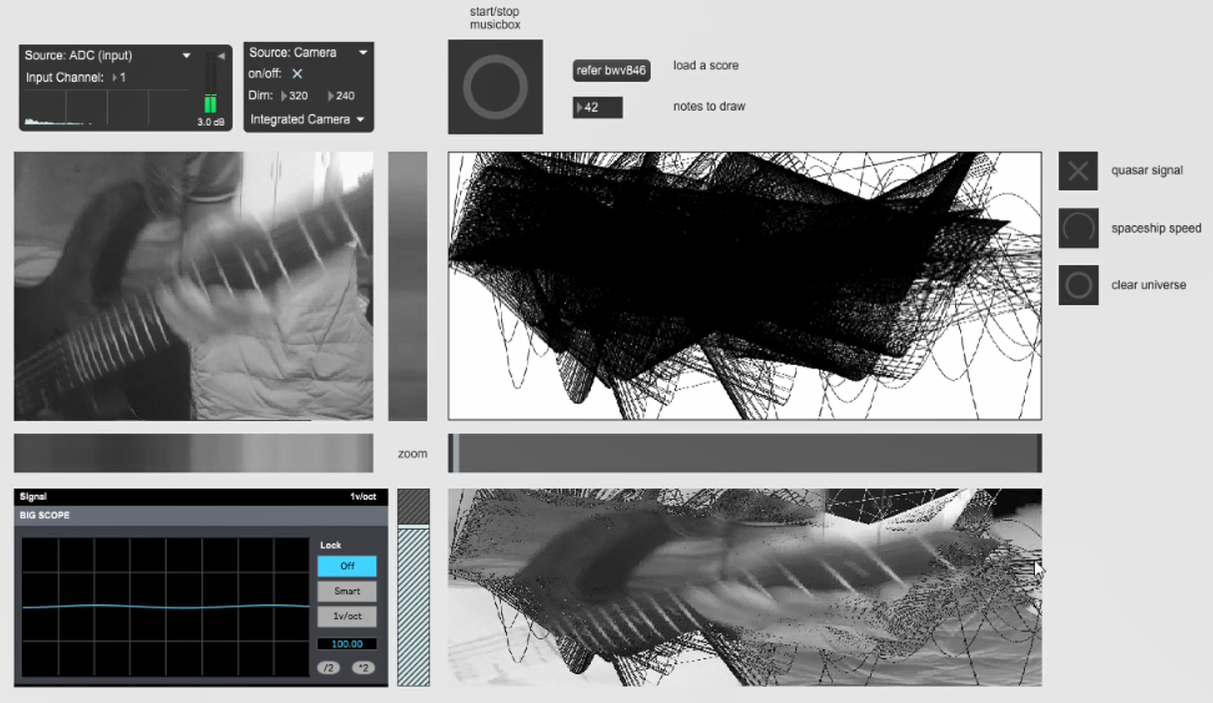 start/stop
musicbox
Source: ADC (input)
Input Channel: 1
3.0 dB
Source: Camera
on/off:
Dim: 320 240
Integrated Camera
refer bwv846
load a score
42
notes to draw
quasar signal
spaceship speed
clear universe
zoom
Signal 1v/oct
BIG SCOPE
Lock
Off
Smart
1v/oct
100.00
/2 *2